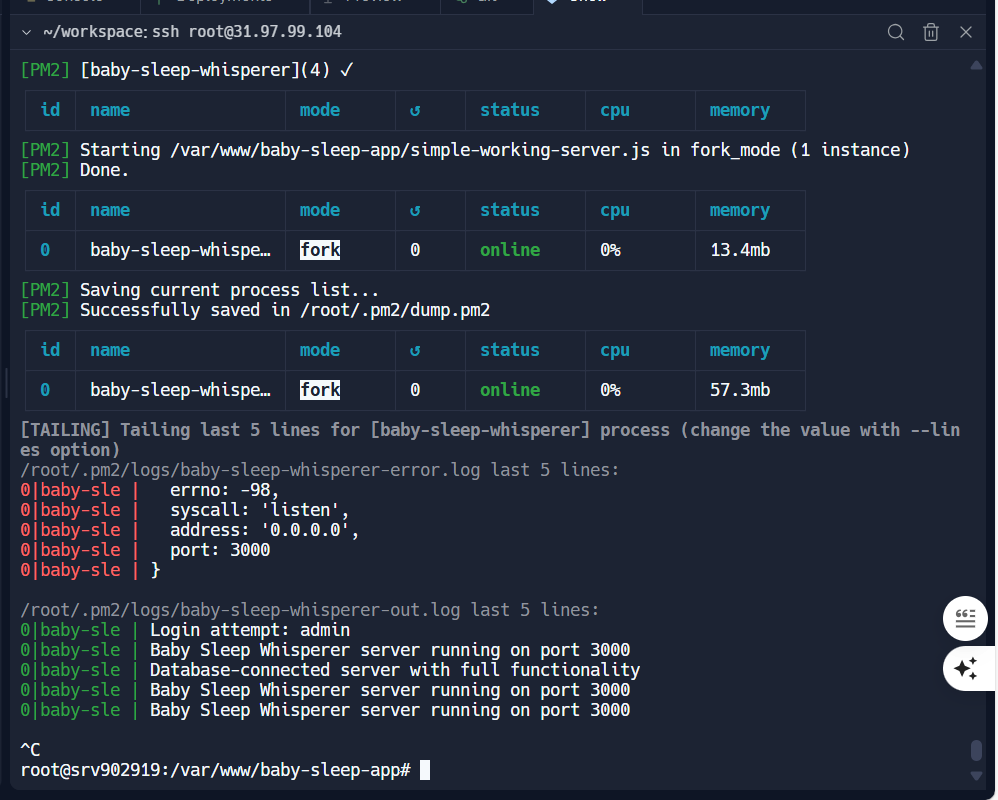 ~/workspace: ssh root@31.97.99.104
[PM2] [baby-sleep-whisperer](4) ✓
id name mode ↺ status cpu memory
[PM2] Starting /var/www/baby-sleep-app/simple-working-server.js in fork_mode (1 instance)
[PM2] Done.
id name mode ↺ status cpu memory
0 baby-sleep-whispe… fork 0 online 0% 13.4mb
[PM2] Saving current process list...
[PM2] Successfully saved in /root/.pm2/dump.pm2
id name mode ↺ status cpu memory
0 baby-sleep-whispe… fork 0 online 0% 57.3mb
[TAILING] Tailing last 5 lines for [baby-sleep-whisperer] process (change the value with --lin
es option)
/root/.pm2/logs/baby-sleep-whisperer-error.log last 5 lines:
0|baby-sle |   errno: -98,
0|baby-sle |   syscall: 'listen',
0|baby-sle |   address: '0.0.0.0',
0|baby-sle |   port: 3000
0|baby-sle | }
/root/.pm2/logs/baby-sleep-whisperer-out.log last 5 lines:
0|baby-sle | Login attempt: admin
0|baby-sle | Baby Sleep Whisperer server running on port 3000
0|baby-sle | Database-connected server with full functionality
0|baby-sle | Baby Sleep Whisperer server running on port 3000
0|baby-sle | Baby Sleep Whisperer server running on port 3000
^C
root@srv902919:/var/www/baby-sleep-app#